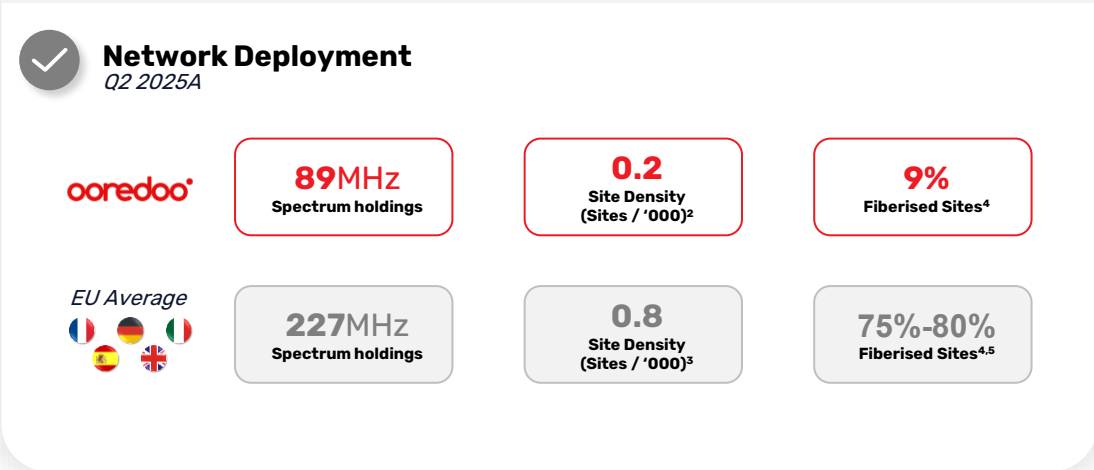 Network Deployment
Q2 2025A
ooredoo
89MHz
Spectrum holdings
0.2
Site Density
(Sites / ‘000)²
9%
Fiberised Sites⁴
EU Average
227MHz
Spectrum holdings
0.8
Site Density
(Sites / ‘000)³
75%-80%
Fiberised Sites⁴,⁵